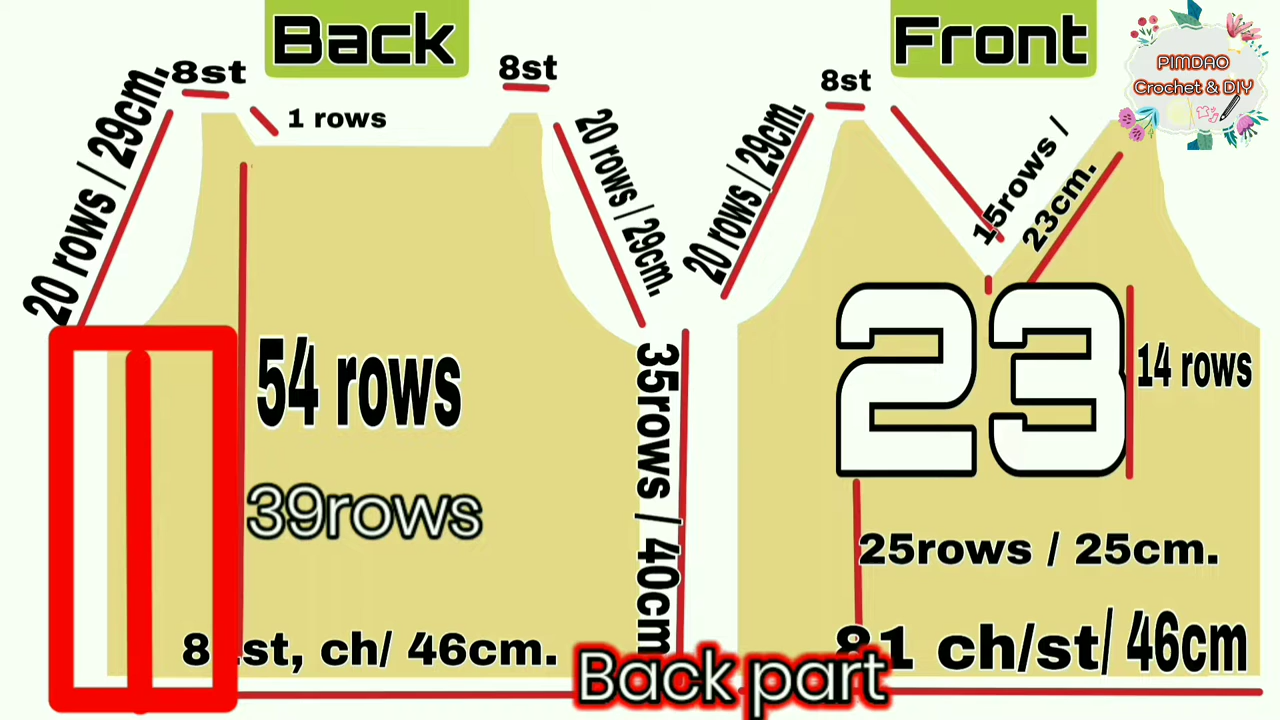 Back
Front
PIMDAO
Crochet & DIY
8st
8st
8st
1 rows
20 rows / 29cm.
20 rows / 29cm.
20 rows / 29cm.
15rows /
23cm.
23
14 rows
54 rows
39rows
35rows / 40cm
25rows / 25cm.
st, ch/ 46cm.
81 ch/st/ 46cm
Back part